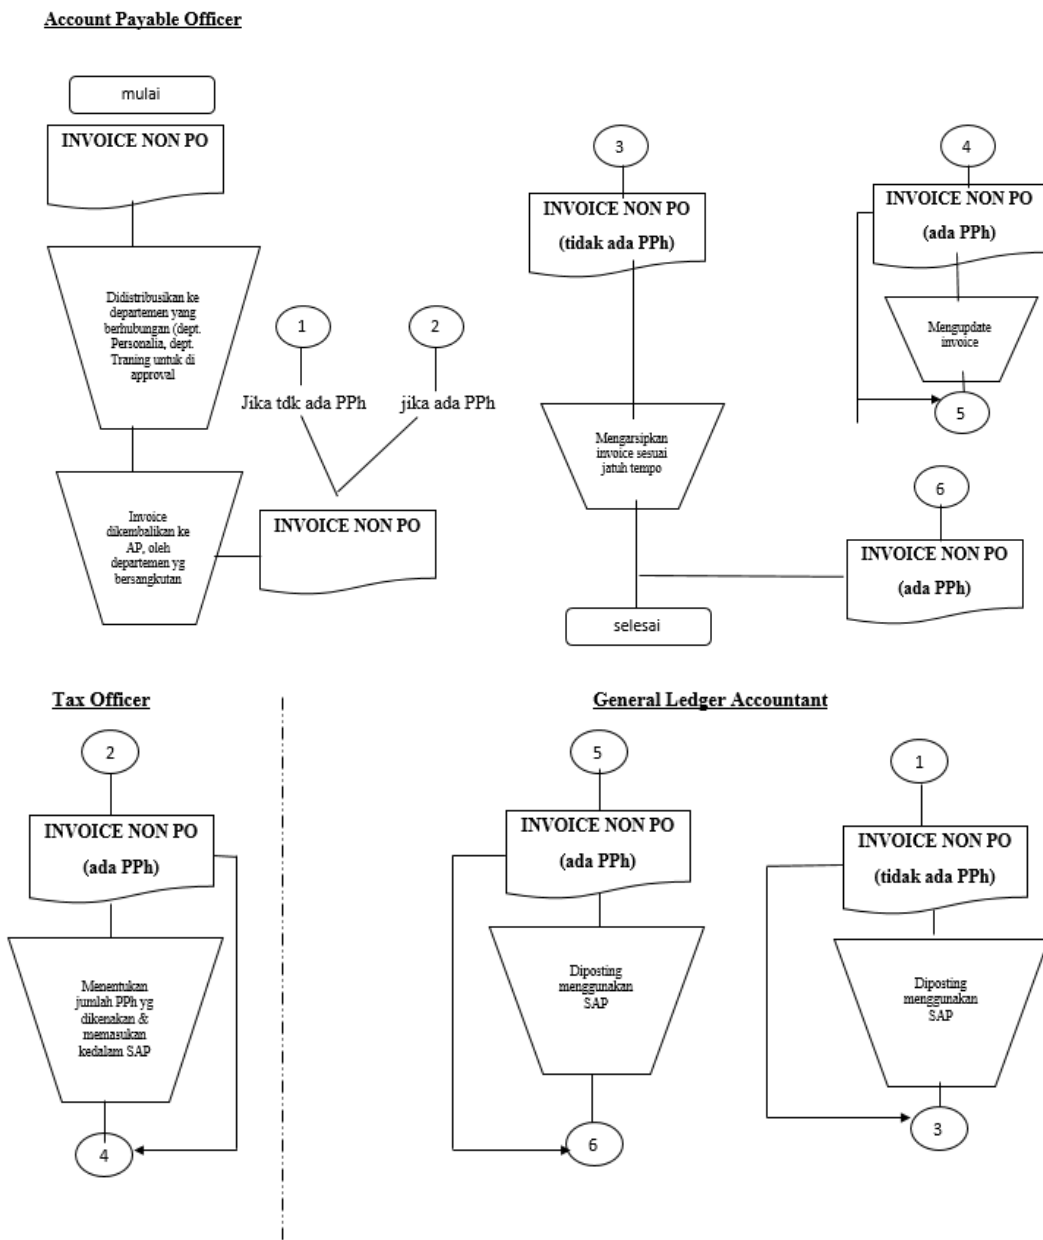 Account Payable Officer
mulai
INVOICE NON PO
Didistribusikan ke
departemen yang
berhubungan (dept.
Personalia, dept.
Traning untuk di
approval
Invoice
dikembalikan ke
AP, oleh
departemen yg
bersangkutan
1
2
Jika tdk ada PPh
jika ada PPh
INVOICE NON PO
3
INVOICE NON PO
(tidak ada PPh)
Mengarsipkan
invoice sesuai
jatuh tempo
selesai
4
INVOICE NON PO
(ada PPh)
Mengupdate
invoice
5
6
INVOICE NON PO
(ada PPh)
Tax Officer
2
INVOICE NON PO
(ada PPh)
Menentukan
jumlah PPh yg
dikenakan &
memasukan
kedalam SAP
4
General Ledger Accountant
5
INVOICE NON PO
(ada PPh)
Diposting
menggunakan
SAP
6
1
INVOICE NON PO
(tidak ada PPh)
Diposting
menggunakan
SAP
3